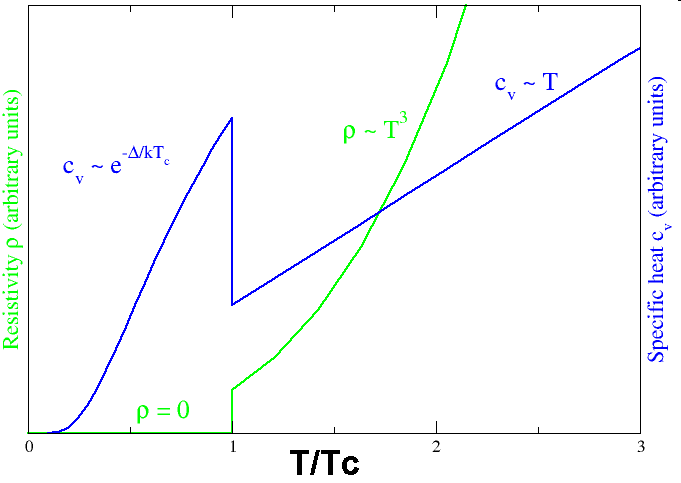 Resistivity ρ (arbitrary units)
c_v ~ e^{-Δ/kT_c}
ρ ~ T^3
c_v ~ T
ρ = 0
Specific heat c_v (arbitrary units)
0 1 2 3
T/Tc